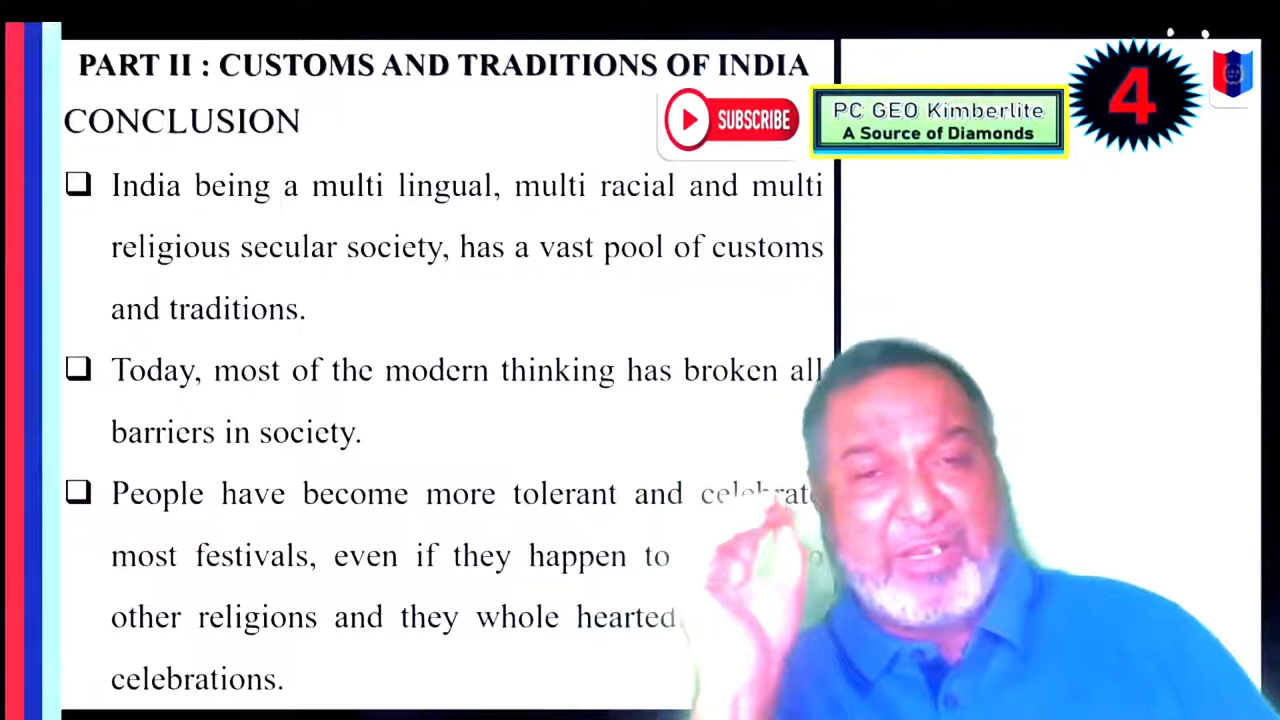 PART II : CUSTOMS AND TRADITIONS OF INDIA
CONCLUSION
SUBSCRIBE
PC GEO Kimberlite
A Source of Diamonds
4
❑ India being a multi lingual, multi racial and multi
religious secular society, has a vast pool of customs
and traditions.
❑ Today, most of the modern thinking has broken all
barriers in society.
❑ People have become more tolerant and
most festivals, even if they happen to
other religions and they whole
celebrations.